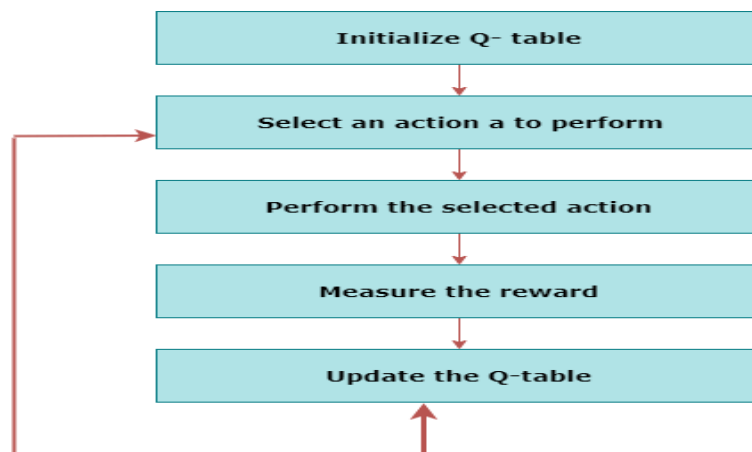 Initialize Q- table
Select an action a to perform
Perform the selected action
Measure the reward
Update the Q-table